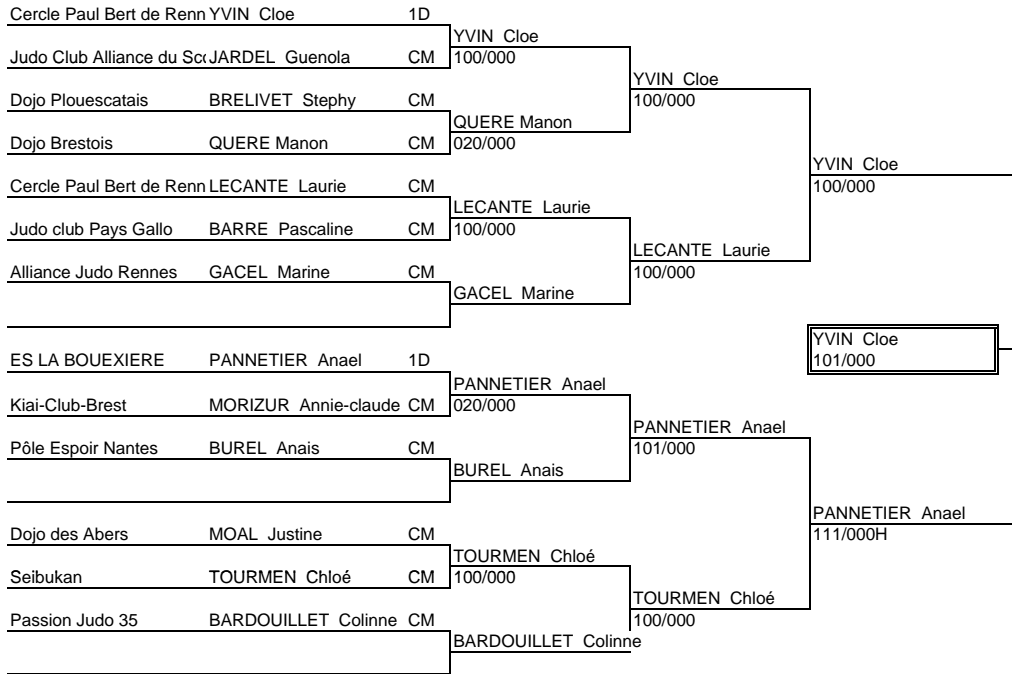 Cercle Paul Bert de Renn YVIN Cloe 1D
YVIN Cloe
Judo Club Alliance du Sco JARDEL Guenola CM 100/000
YVIN Cloe
Dojo Plouescatais BRELIVET Stephy CM 100/000
QUERE Manon
Dojo Brestois QUERE Manon CM 020/000
YVIN Cloe
Cercle Paul Bert de Renn LECANTE Laurie CM 100/000
LECANTE Laurie
Judo club Pays Gallo BARRE Pascaline CM 100/000
LECANTE Laurie
Alliance Judo Rennes GACEL Marine CM 100/000
GACEL Marine
YVIN Cloe
ES LA BOUEXIERE PANNETIER Anael 1D 101/000
PANNETIER Anael
Kiai-Club-Brest MORIZUR Annie-claude CM 020/000
PANNETIER Anael
Pôle Espoir Nantes BUREL Anais CM 101/000
BUREL Anais
PANNETIER Anael
Dojo des Abers MOAL Justine CM 111/000H
TOURMEN Chloé
Seibukan TOURMEN Chloé CM 100/000
TOURMEN Chloé
Passion Judo 35 BARDOUILLET Colinne CM 100/000
BARDOUILLET Colinne